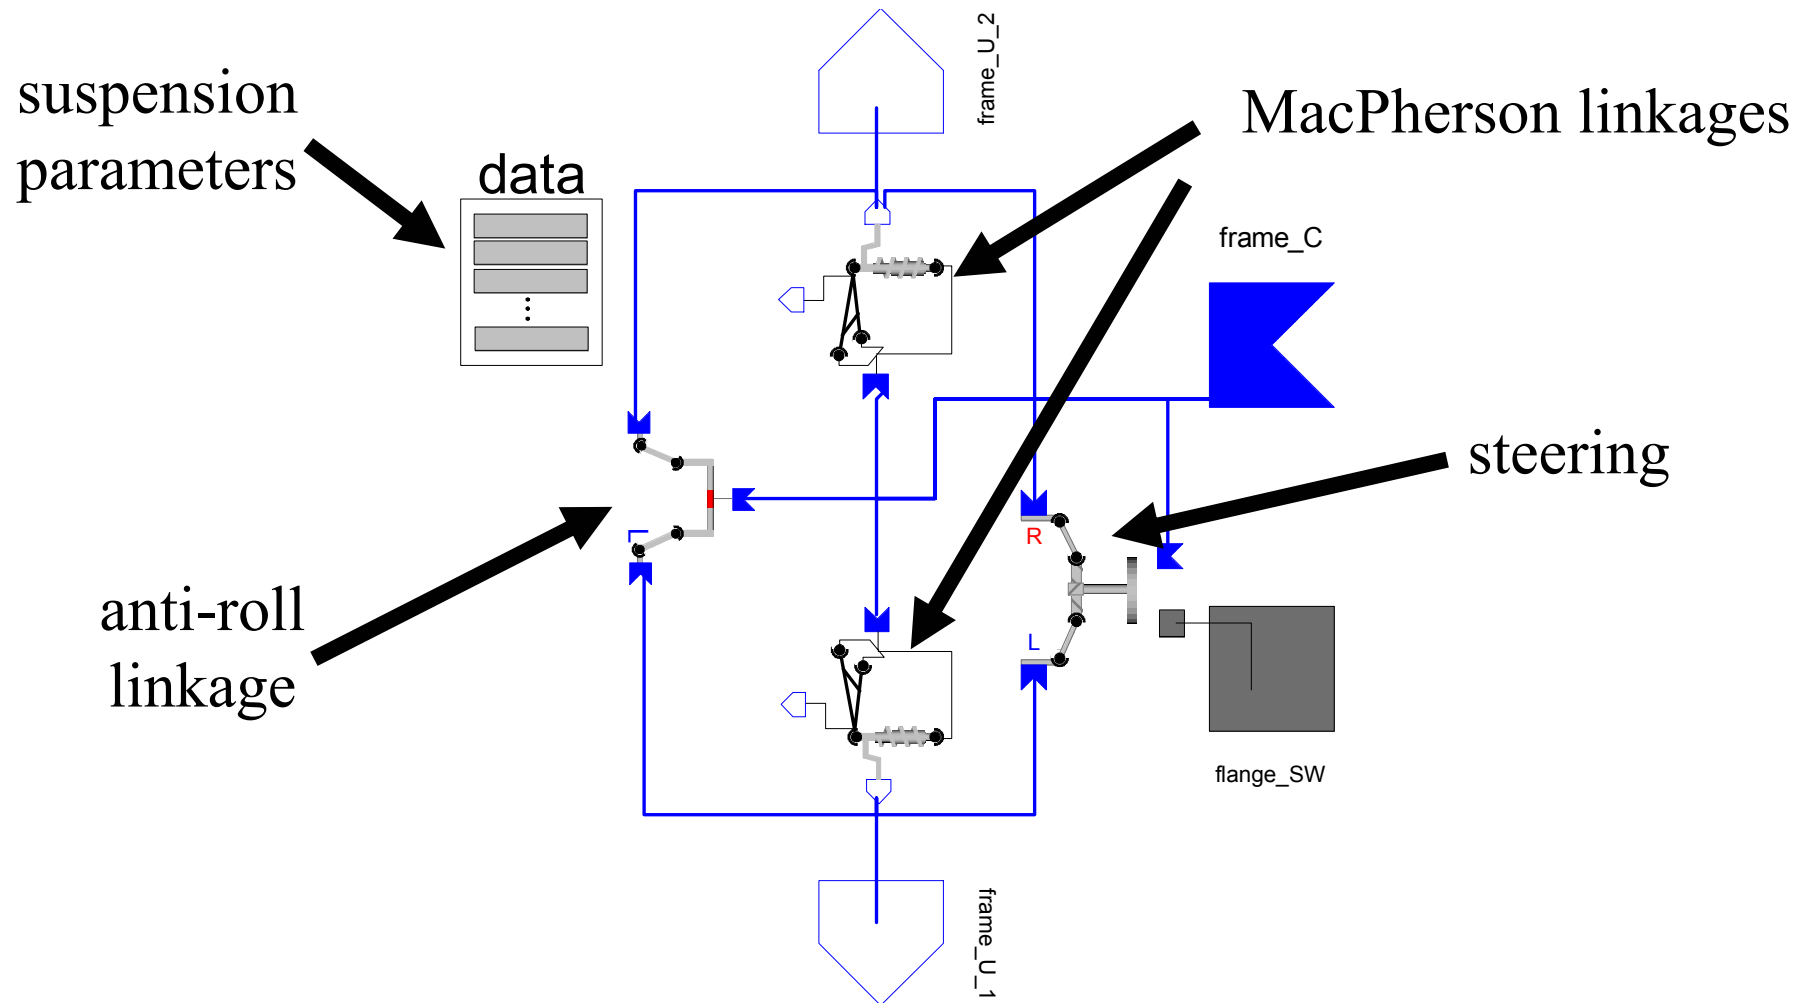 frame_U_2
suspension
parameters
MacPherson linkages
data
frame_C
steering
R
L
L
anti-roll
linkage
flange_SW
frame_U_1